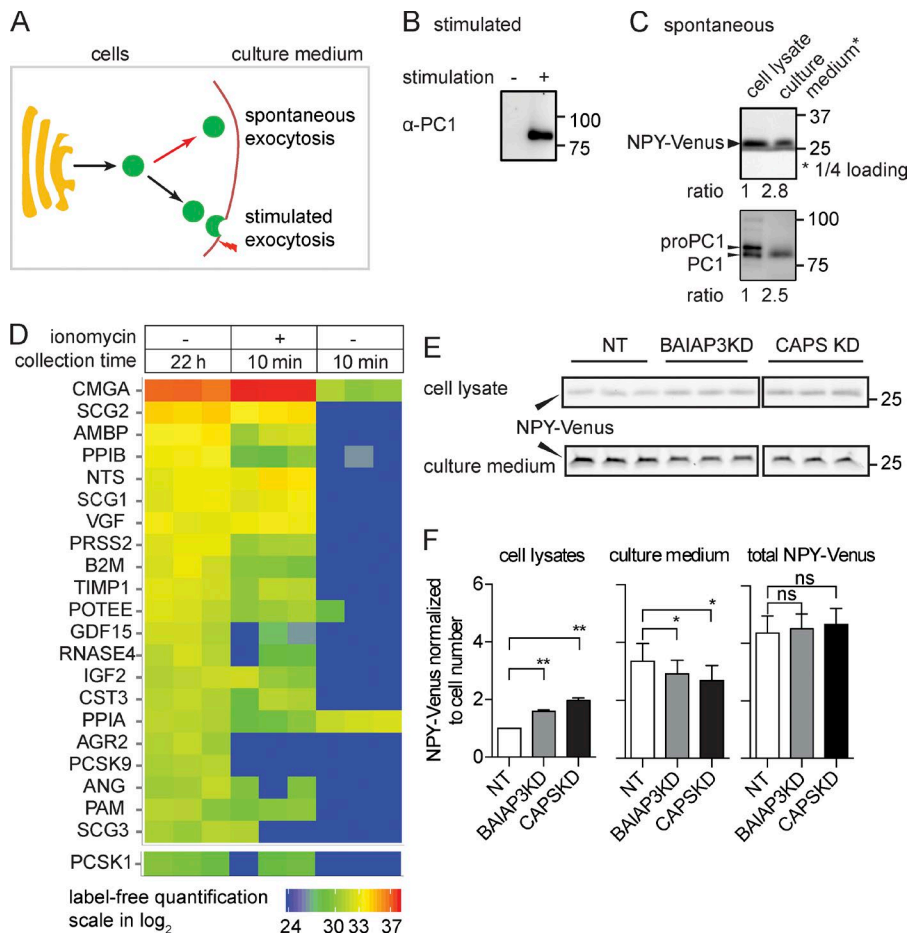 A
cells
culture medium
spontaneous
exocytosis
stimulated
exocytosis
B stimulated
stimulation - +
α-PC1
100
75
C spontaneous
cell lysate
culture
medium*
37
NPY-Venus
25
* 1/4 loading
ratio 1 2.8
100
proPC1
PC1
75
ratio 1 2.5
D
ionomycin - + -
collection time 22 h 10 min 10 min
CMGA
SCG2
AMBP
PPIB
NTS
SCG1
VGF
PRSS2
B2M
TIMP1
POTEE
GDF15
RNASE4
IGF2
CST3
PPIA
AGR2
PCSK9
ANG
PAM
SCG3
PCSK1
label-free quantification
scale in log2
24 30 33 37
E
NT BAIAP3KD CAPS KD
cell lysate
25
NPY-Venus
culture medium
25
F
cell lysates culture medium total NPY-Venus
NPY-Venus normalized
to cell number
6
4
2
0
** **
* *
ns
ns
NT BAIAP3KD CAPSKD
NT BAIAP3KD CAPSKD
NT BAIAP3KD CAPSKD